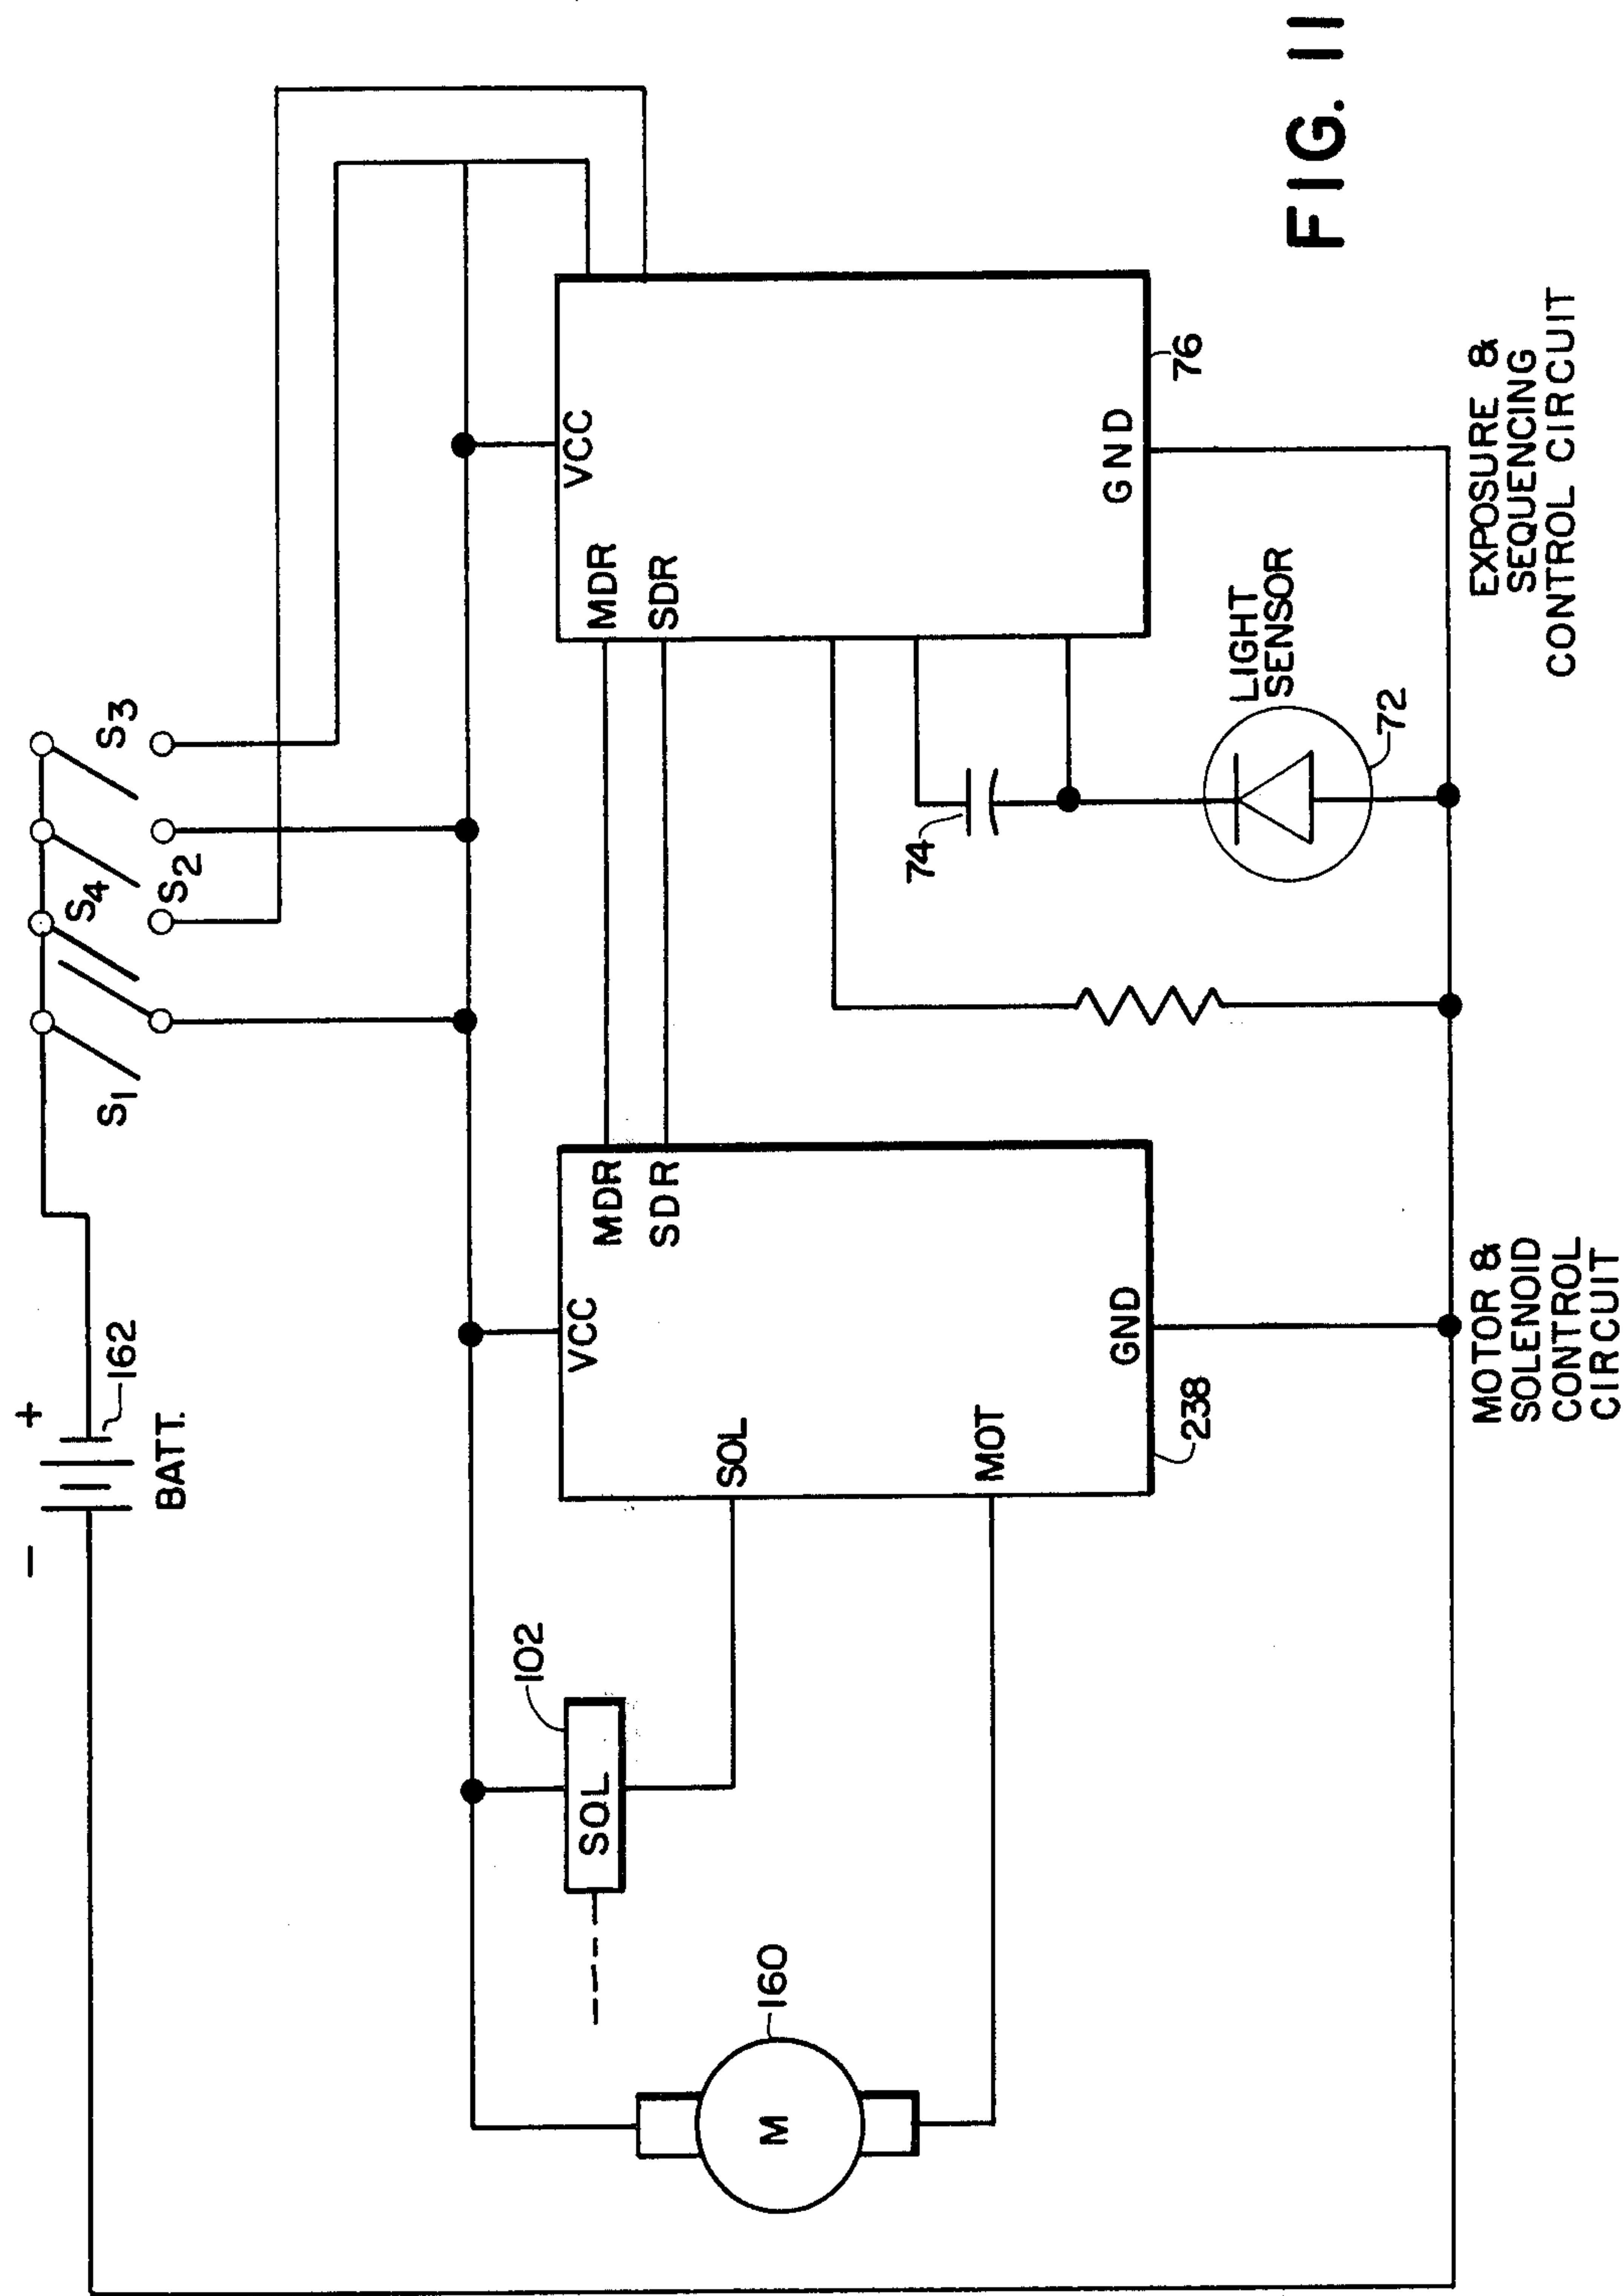 − +
162
BATT.
S1
S4
S2
S3
102
SOL
160
M
VCC
MDR
SDR
SOL
MOT
GND
238
MOTOR &
SOLENOID
CONTROL
CIRCUIT
VCC
MDR
SDR
GND
76
74
LIGHT
SENSOR
72
EXPOSURE &
SEQUENCING
CONTROL CIRCUIT
FIG. 11